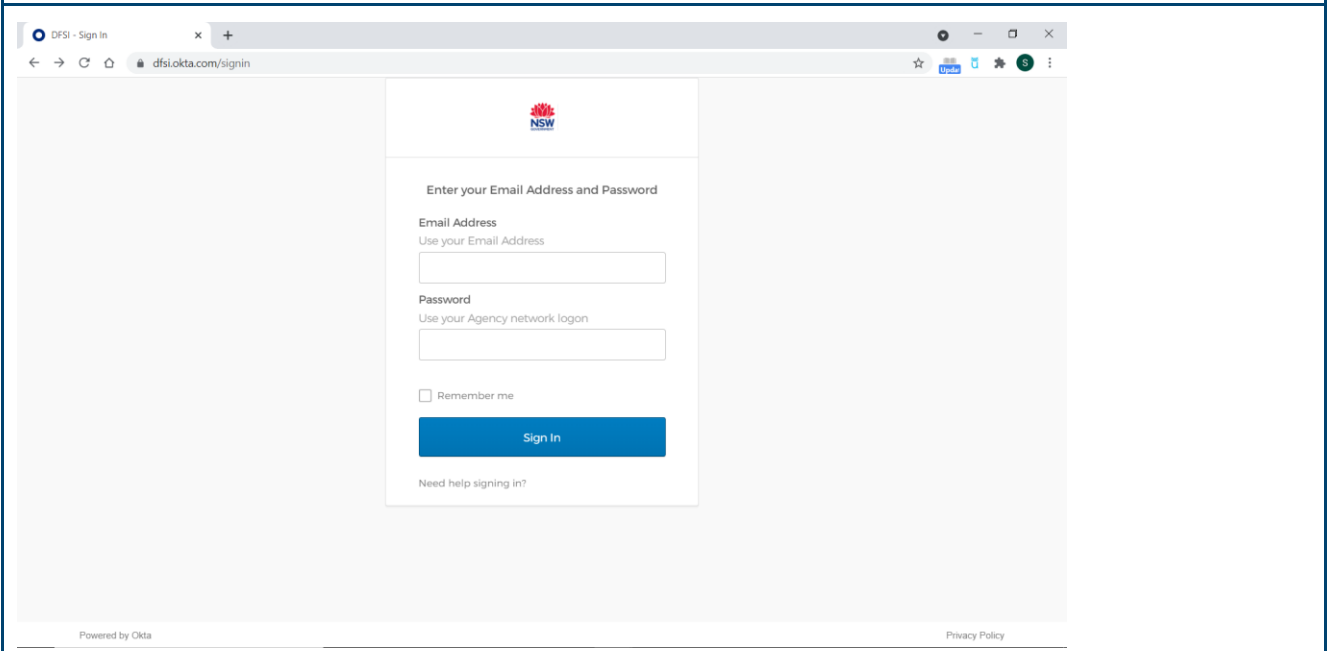 DFSI - Sign In
dfsi.okta.com/signin
Updat
S
NSW
GOVERNMENT
Enter your Email Address and Password
Email Address
Use your Email Address
Password
Use your Agency network logon
Remember me
Sign In
Need help signing in?
Powered by Okta
Privacy Policy